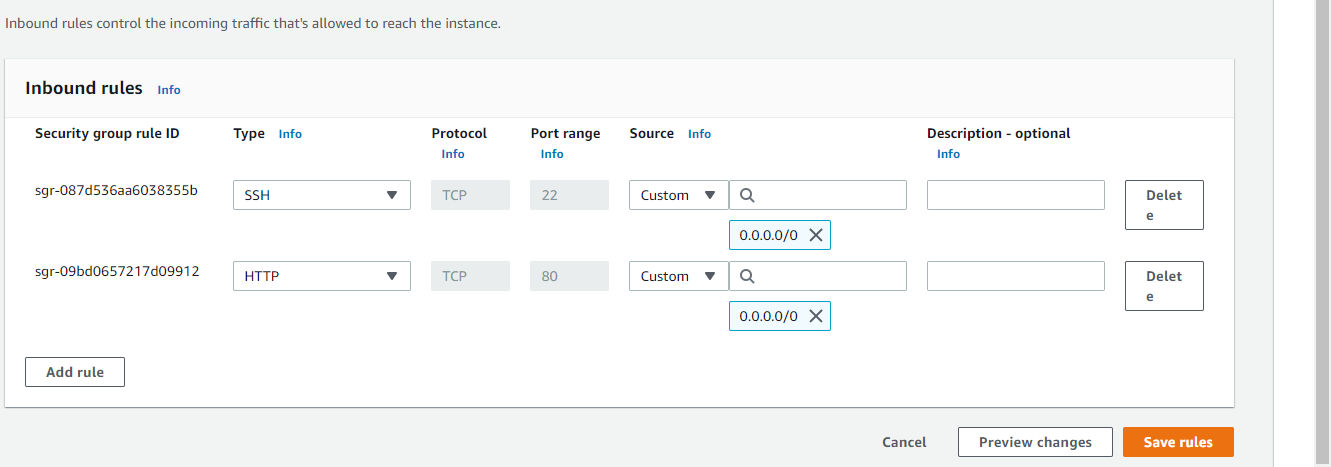 Inbound rules control the incoming traffic that's allowed to reach the instance.
Inbound rules Info
Security group rule ID Type Info Protocol Info Port range Info Source Info Description - optional Info
sgr-087d536aa6038355b SSH TCP 22 Custom Delet
e
0.0.0.0/0
sgr-09bd0657217d09912 HTTP TCP 80 Custom Delet
e
0.0.0.0/0
Add rule
Cancel Preview changes Save rules